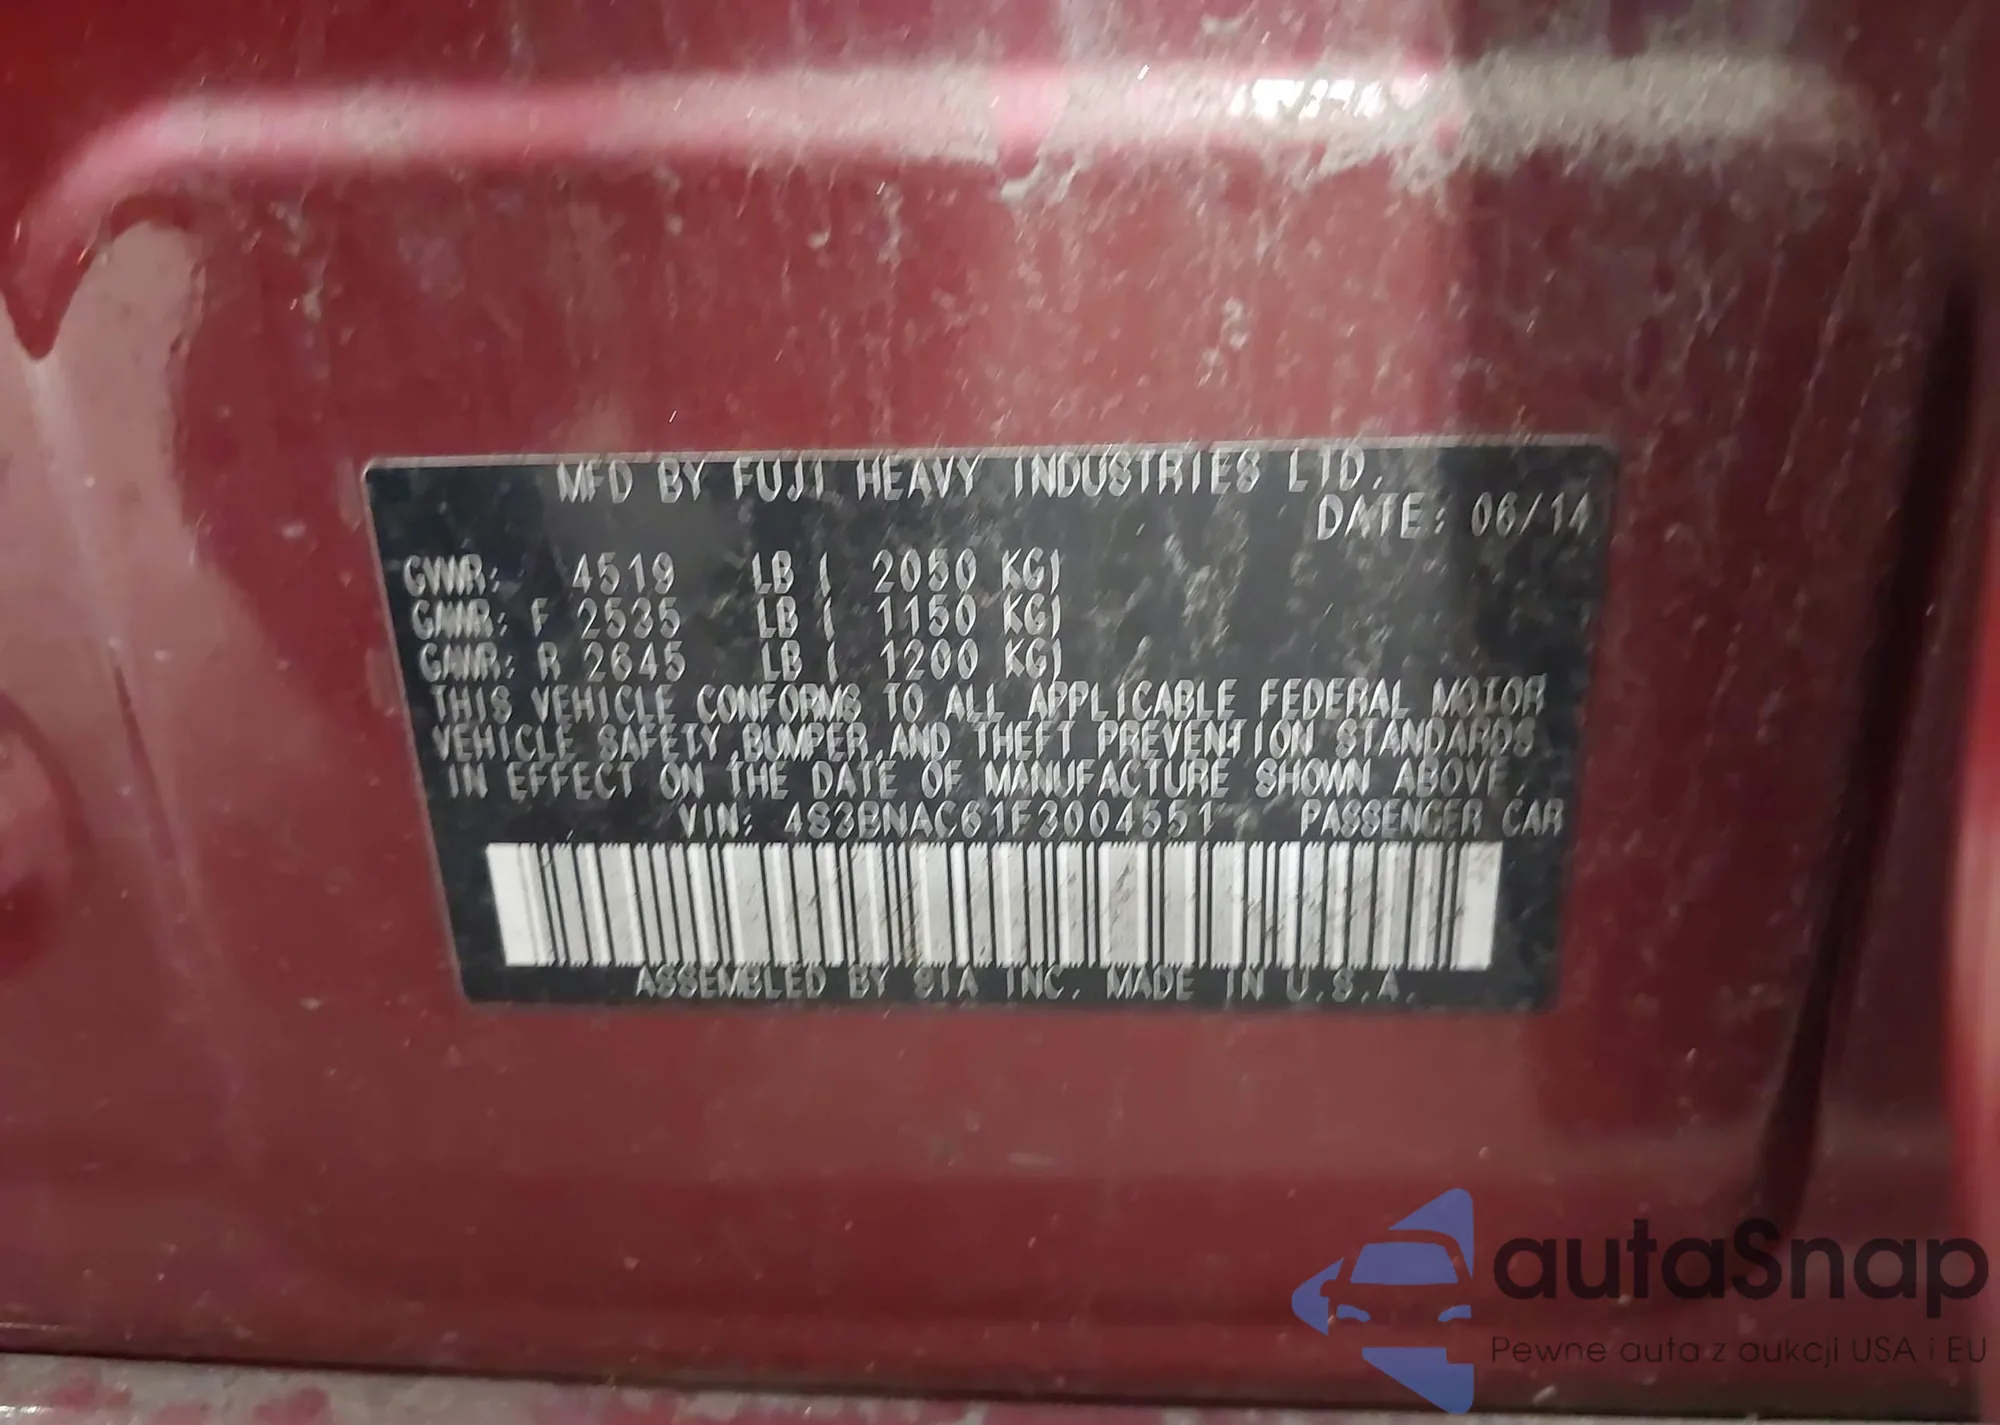 MFD BY FUJI HEAVY INDUSTRIES LTD.
DATE: 06/14
GVWR: 4519 LB ( 2050 KG)
GAWR: F 2535 LB ( 1150 KG)
GAWR: R 2645 LB ( 1200 KG)
THIS VEHICLE CONFORMS TO ALL APPLICABLE FEDERAL MOTOR
VEHICLE SAFETY,BUMPER,AND THEFT PREVENTION STANDARDS
IN EFFECT ON THE DATE OF MANUFACTURE SHOWN ABOVE.
VIN: 4S3BNAC61F3004551 PASSENGER CAR
ASSEMBLED BY SIA INC. MADE IN U.S.A.
autaSnap
Pewne auta z aukcji USA i EU